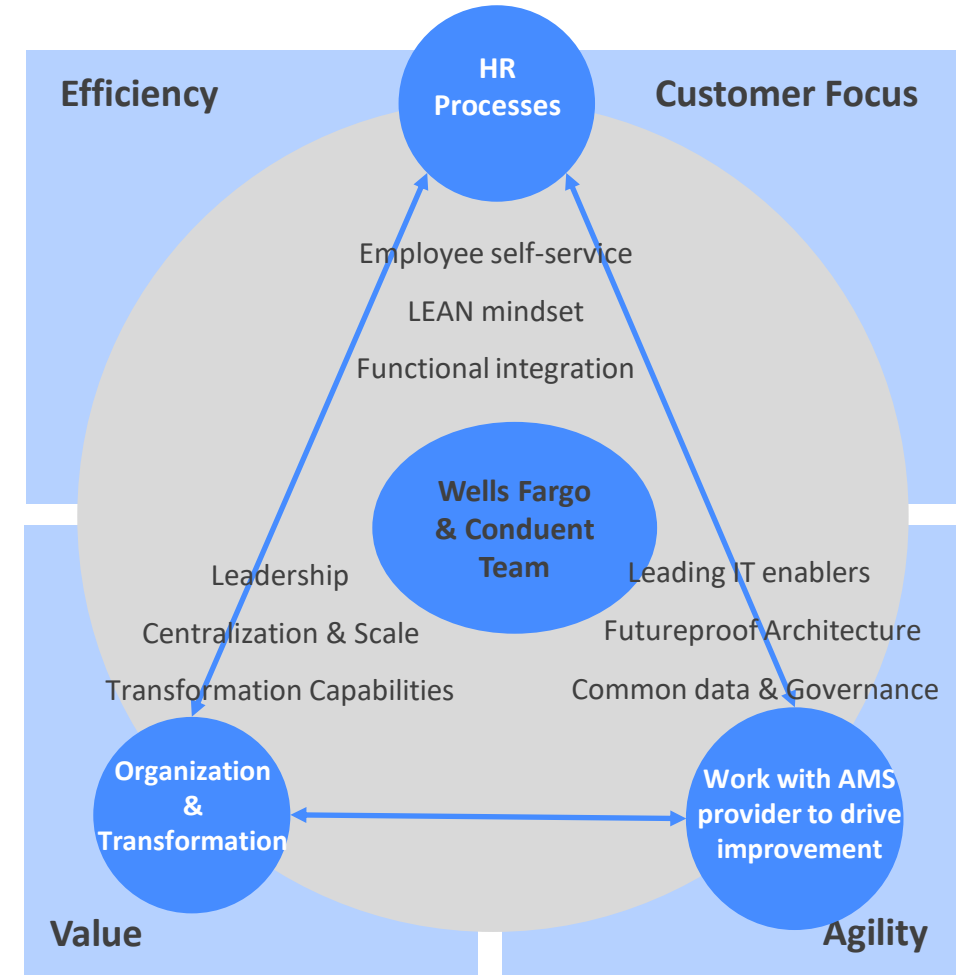 Efficiency
HR
Processes
Customer Focus
Employee self-service
LEAN mindset
Functional integration
Wells Fargo
& Conduent
Team
Leadership
Centralization & Scale
Transformation Capabilities
Leading IT enablers
Futureproof Architecture
Common data & Governance
Organization
&
Transformation
Work with AMS
provider to drive
improvement
Value
Agility